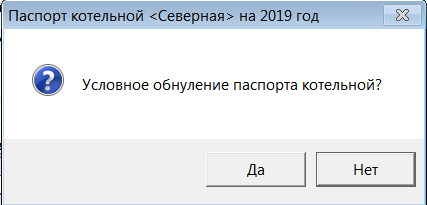 Паспорт котельной <Северная> на 2019 год
Условное обнуление паспорта котельной?
Да
Нет